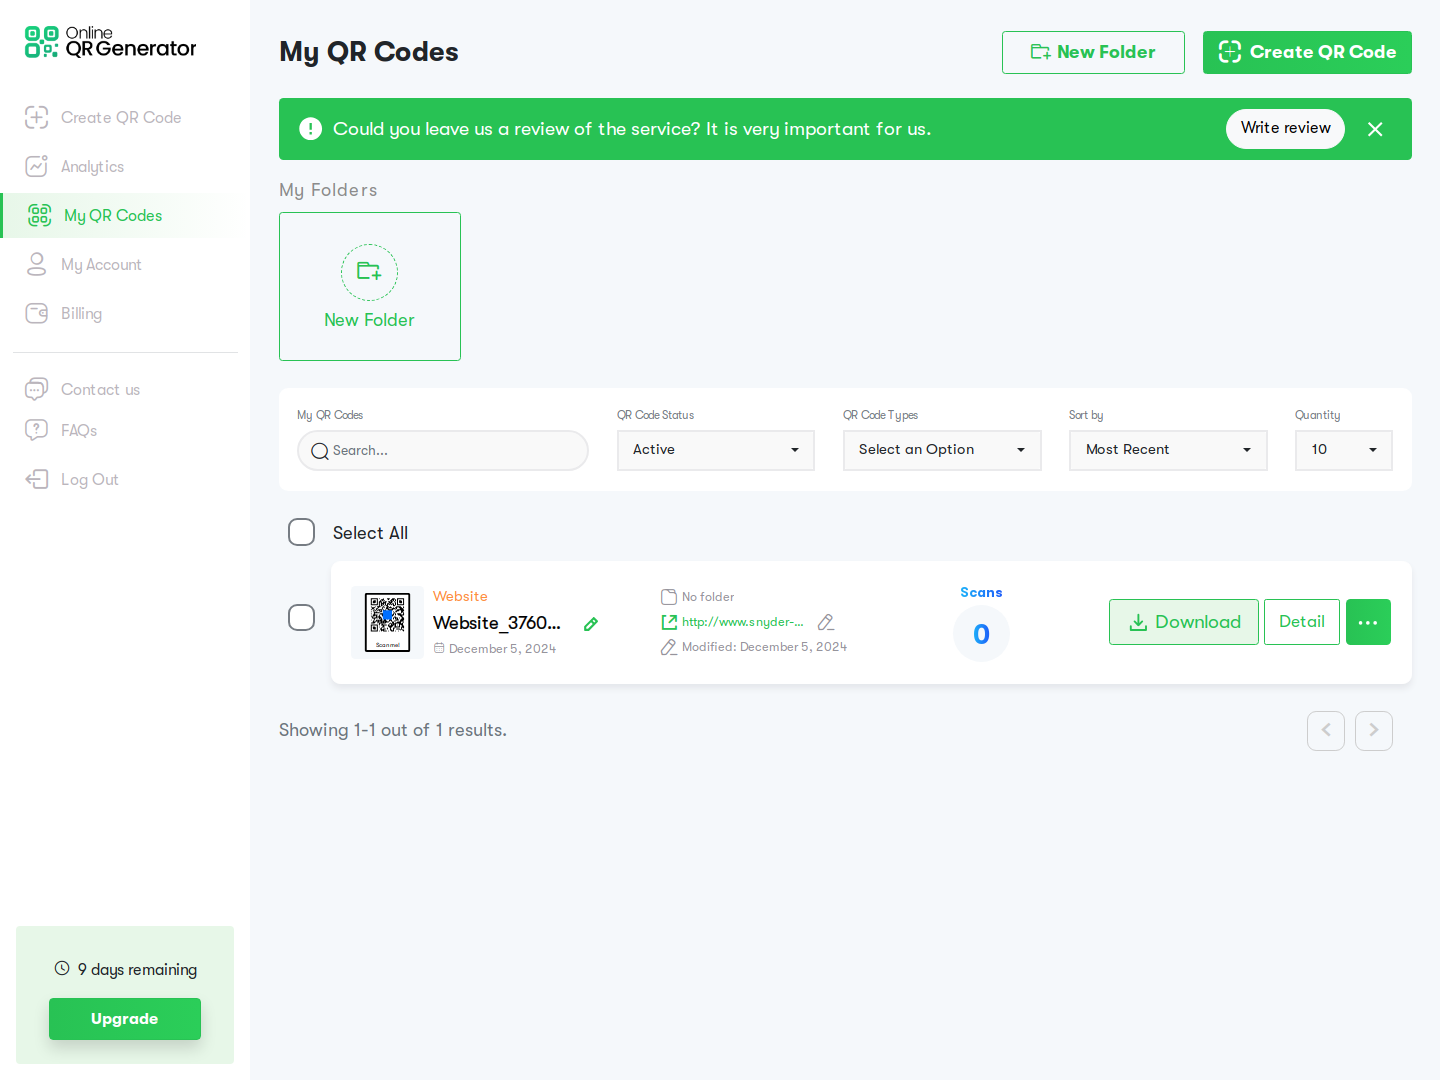 Online
QR Generator
Create QR Code
Analytics
My QR Codes
My Account
Billing
Contact us
FAQs
Log Out
9 days remaining
Upgrade
My QR Codes
New Folder
Create QR Code
Could you leave us a review of the service? It is very important for us.
Write review
My Folders
New Folder
My QR Codes
Search...
QR Code Status
Active
QR Code Types
Select an Option
Sort by
Most Recent
Quantity
10
Select All
Scan me!
Website
Website_3760...
December 5, 2024
No folder
http://www.snyder-...
Modified: December 5, 2024
Scans
0
Download
Detail
Showing 1-1 out of 1 results.